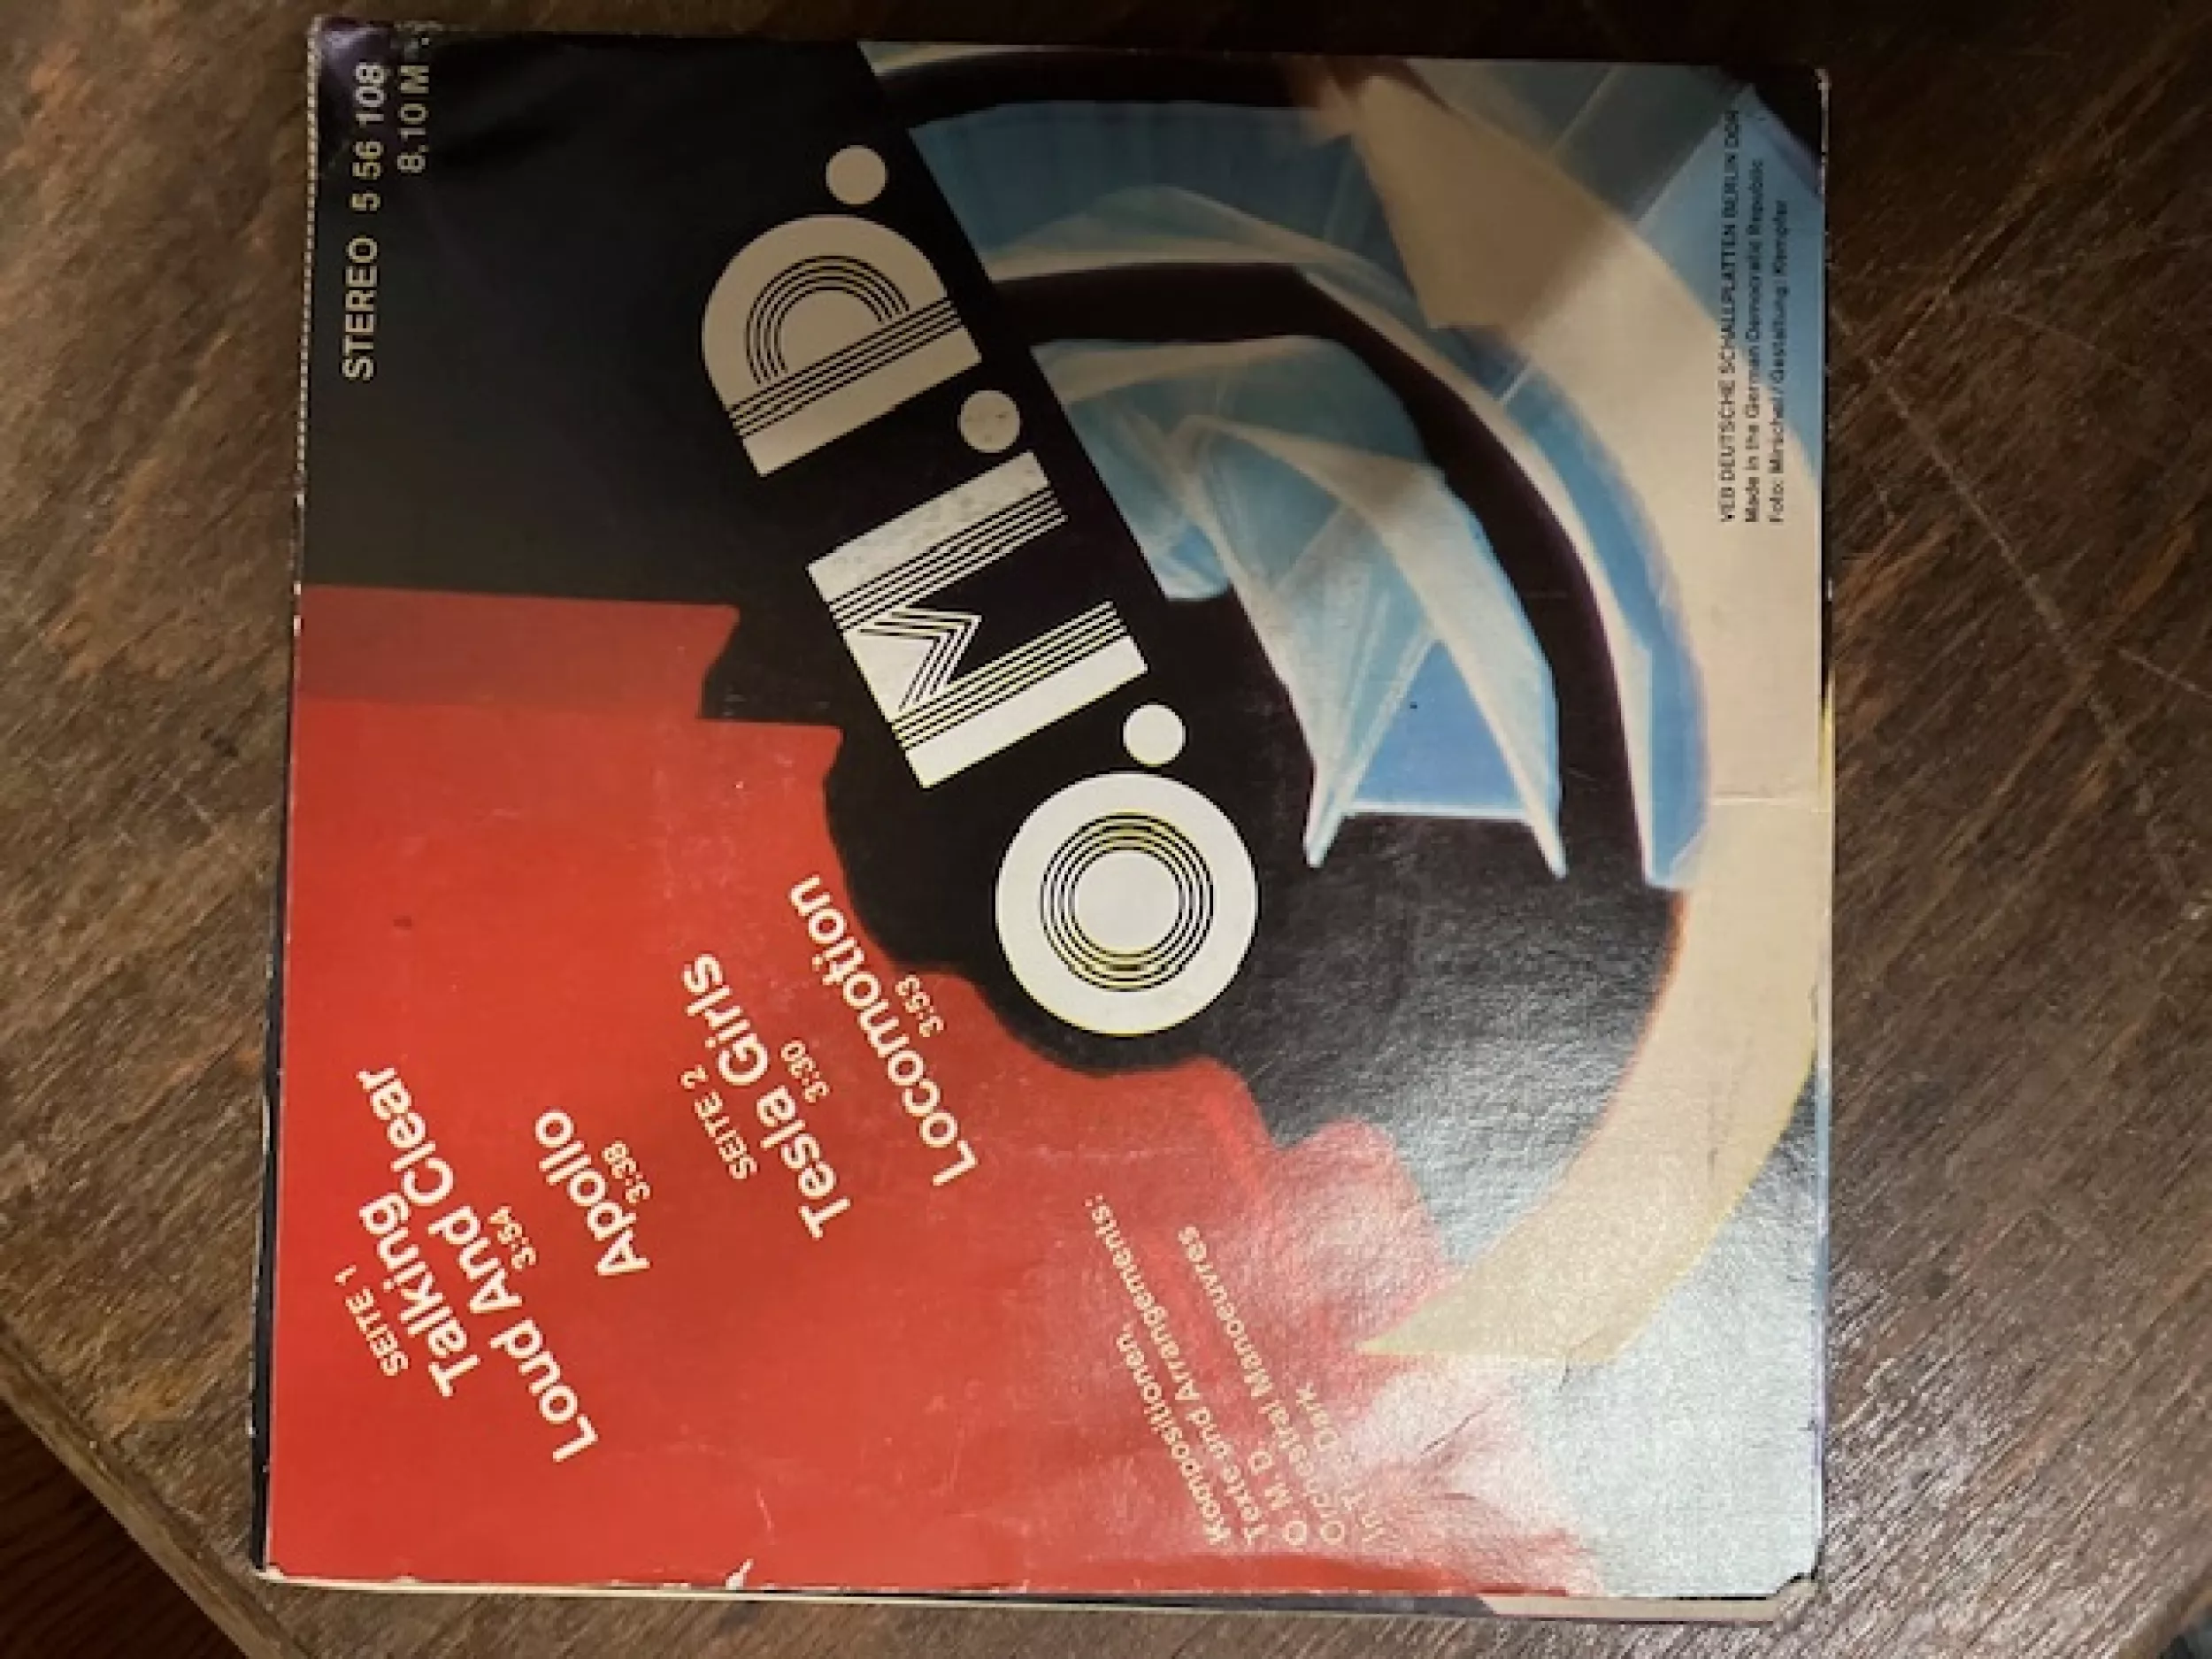 STEREO 5 56 108
8,10 M
O.M.D.
SEITE 1
Talking
Loud And Clear
3:54
Apollo
3:38
SEITE 2
Tesla Girls
3:30
Locomotion
3:53
Kompositionen,
Texte und Arrangements:
O. M. D.
Orchestral Manoeuvres
In The Dark
VEB DEUTSCHE SCHALLPLATTEN BERLIN DDR
Made in the German Democratic Republic
Foto: Mirschel / Gestaltung: Kempfer